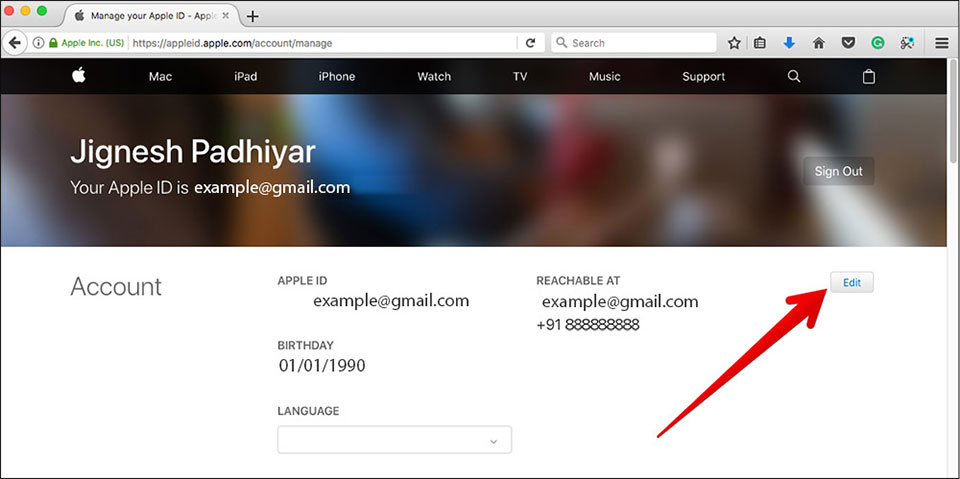 Manage your Apple ID - Apple
Apple Inc. (US) https://appleid.apple.com/account/manage Search
Mac iPad iPhone Watch TV Music Support
Jignesh Padhiyar
Your Apple ID is example@gmail.com
Sign Out
Account
APPLE ID
example@gmail.com
REACHABLE AT
example@gmail.com
+91 888888888
Edit
BIRTHDAY
01/01/1990
LANGUAGE